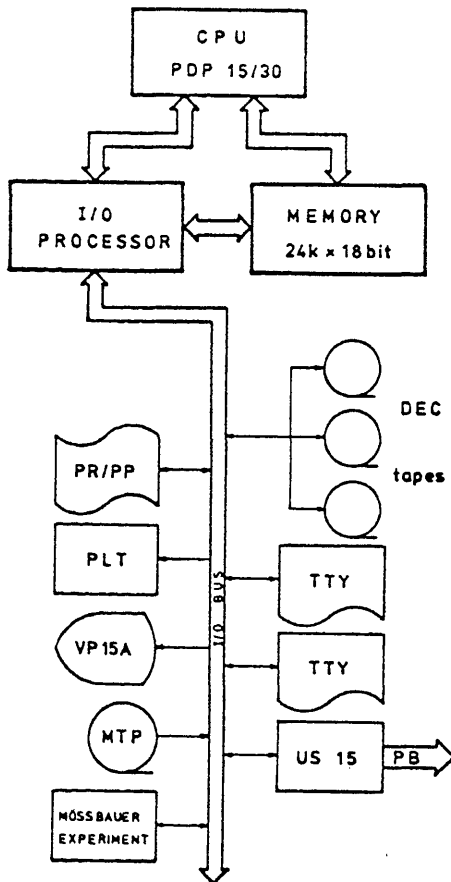 CPU
PDP 15/30
I/O
PROCESSOR
MEMORY
24k × 18bit
DEC
tapes
PR/PP
PLT
I/O BUS
TTY
VP15A
TTY
MTP
US 15
PB
MÖSSBAUER
EXPERIMENT